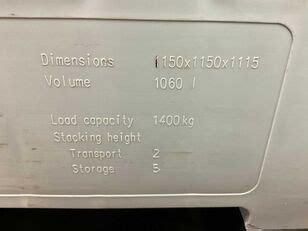 Dimensions 1150x1150x1115
Volume 1060 l
Load capacity 1400 kg
Stacking height
Transport 2
Storage 5